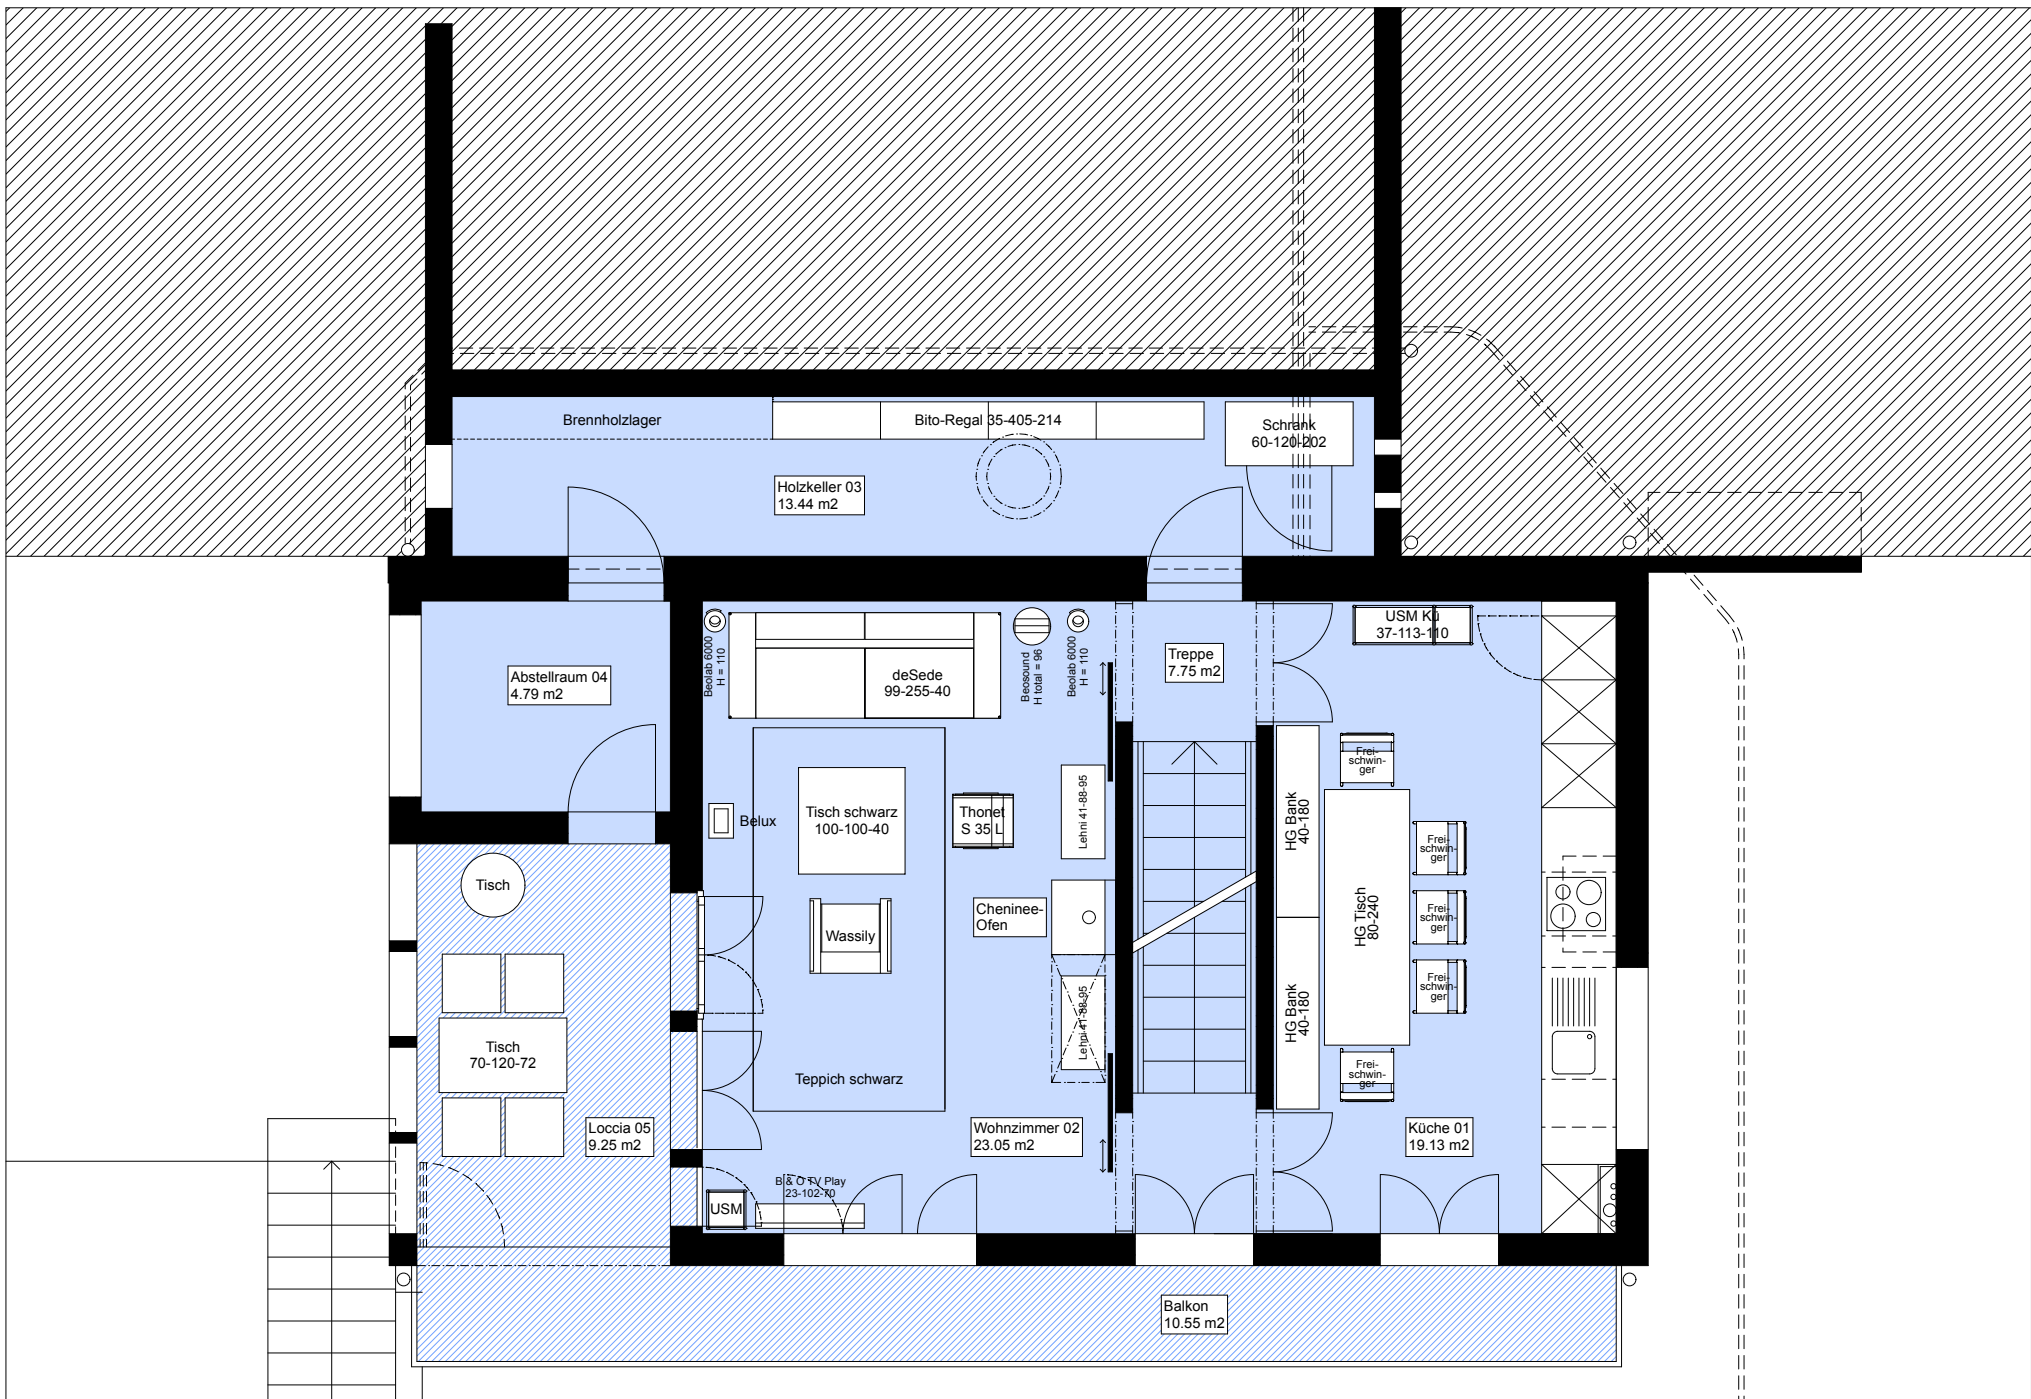 Brennholzlager
Bito-Regal 35-405-214
Schrank
60-120-202
Holzkeller 03
13.44 m2
Abstellraum 04
4.79 m2
Beolab 6000
H = 110
deSede
99-255-40
Beosound
H total = 96
Beolab 6000
H = 110
Treppe
7.75 m2
USM Kü
37-113-110
Belux
Tisch schwarz
100-100-40
Thonet
S 35 L
Lehni 41-88-95
HG Bank
40-180
Frei-
schwin-
ger
Frei-
schwin-
ger
Frei-
schwin-
ger
Frei-
schwin-
ger
Frei-
schwin-
ger
HG Tisch
80-240
HG Bank
40-180
Tisch
Wassily
Cheninee-
Ofen
Lehni 41-88-95
Tisch
70-120-72
Teppich schwarz
Loccia 05
9.25 m2
Wohnzimmer 02
23.05 m2
Küche 01
19.13 m2
USM
B & O TV Play
23-102-70
Balkon
10.55 m2